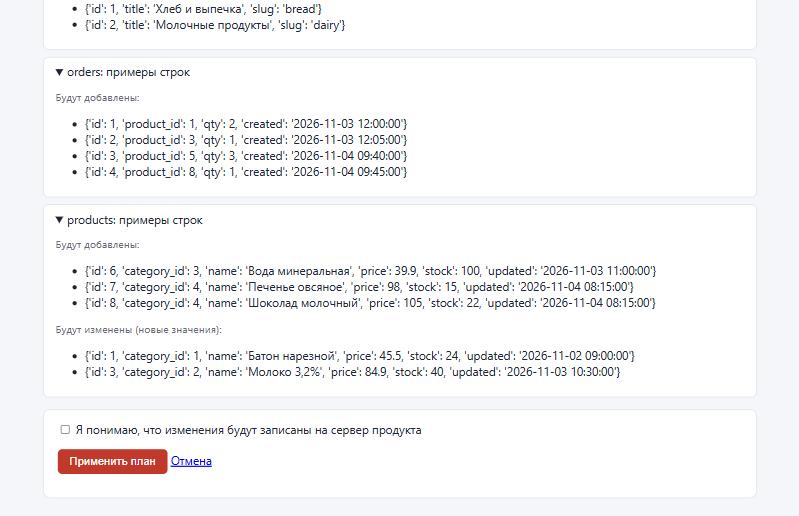 {'id': 1, 'title': 'Хлеб и выпечка', 'slug': 'bread'}
{'id': 2, 'title': 'Молочные продукты', 'slug': 'dairy'}
orders: примеры строк
Будут добавлены:
{'id': 1, 'product_id': 1, 'qty': 2, 'created': '2026-11-03 12:00:00'}
{'id': 2, 'product_id': 3, 'qty': 1, 'created': '2026-11-03 12:05:00'}
{'id': 3, 'product_id': 5, 'qty': 3, 'created': '2026-11-04 09:40:00'}
{'id': 4, 'product_id': 8, 'qty': 1, 'created': '2026-11-04 09:45:00'}
products: примеры строк
Будут добавлены:
{'id': 6, 'category_id': 3, 'name': 'Вода минеральная', 'price': 39.9, 'stock': 100, 'updated': '2026-11-03 11:00:00'}
{'id': 7, 'category_id': 4, 'name': 'Печенье овсяное', 'price': 98, 'stock': 15, 'updated': '2026-11-04 08:15:00'}
{'id': 8, 'category_id': 4, 'name': 'Шоколад молочный', 'price': 105, 'stock': 22, 'updated': '2026-11-04 08:15:00'}
Будут изменены (новые значения):
{'id': 1, 'category_id': 1, 'name': 'Батон нарезной', 'price': 45.5, 'stock': 24, 'updated': '2026-11-02 09:00:00'}
{'id': 3, 'category_id': 2, 'name': 'Молоко 3,2%', 'price': 84.9, 'stock': 40, 'updated': '2026-11-03 10:30:00'}
Я понимаю, что изменения будут записаны на сервер продукта
Применить план Отмена